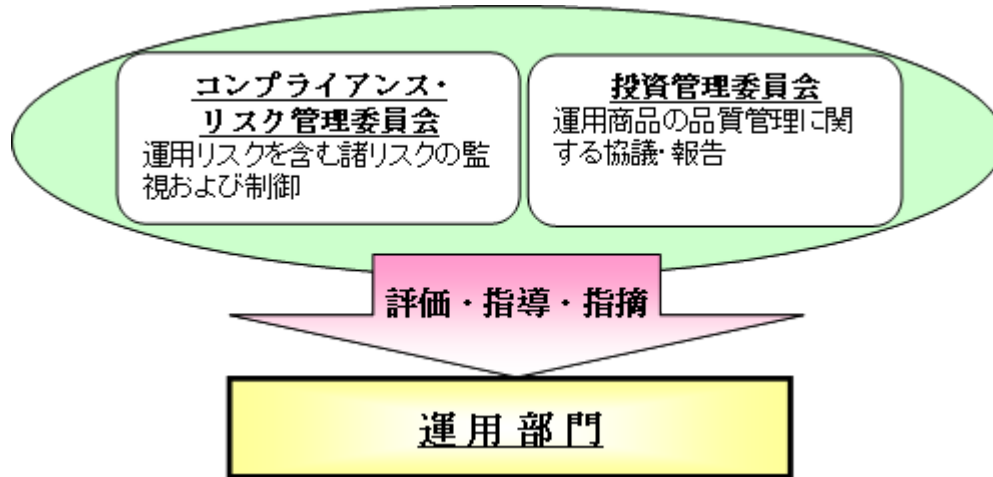 コンプライアンス・
リスク管理委員会
運用リスクを含む諸リスクの監
視および制御
投資管理委員会
運用商品の品質管理に関
する協議・報告
評価・指導・指摘
運用部門